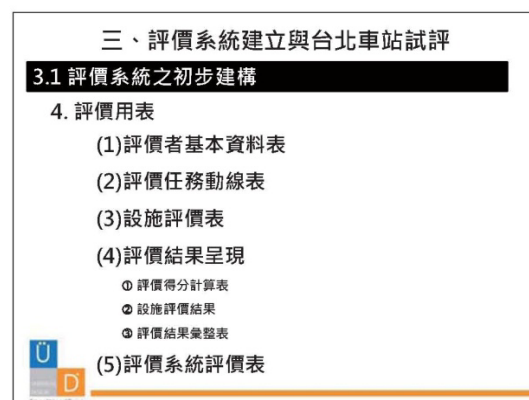 三、評價系統建立與台北車站試評
3.1 評價系統之初步建構
4. 評價用表
(1)評價者基本資料表
(2)評價任務動線表
(3)設施評價表
(4)評價結果呈現
① 評價得分計算表
② 設施評價結果
③ 評價結果彙整表
(5)評價系統評價表
Ü
D